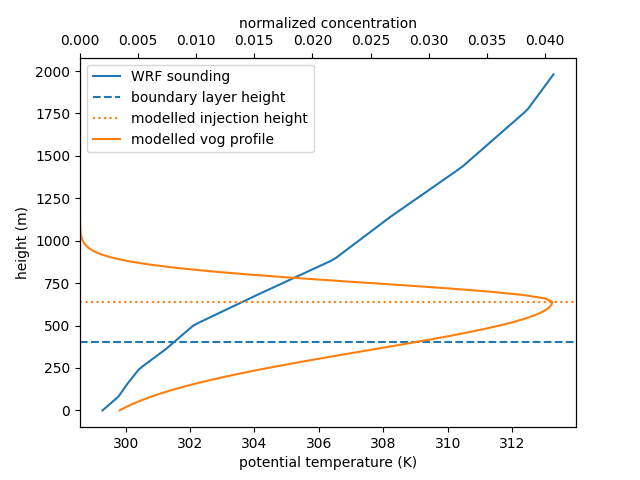 normalized concentration
0.000 0.005 0.010 0.015 0.020 0.025 0.030 0.035 0.040
WRF sounding
boundary layer height
modelled injection height
modelled vog profile
height (m)
2000
1750
1500
1250
1000
750
500
250
0
300 302 304 306 308 310 312
potential temperature (K)